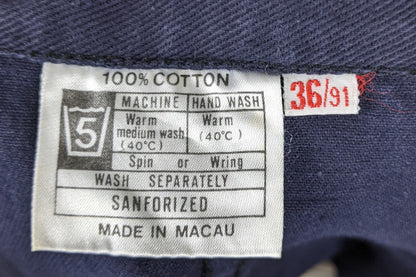 100% COTTON
5
MACHINE HAND WASH
Warm medium wash (40°C)
Warm (40°C)
Spin or Wring
WASH SEPARATELY
SANFORIZED
MADE IN MACAU
36/91